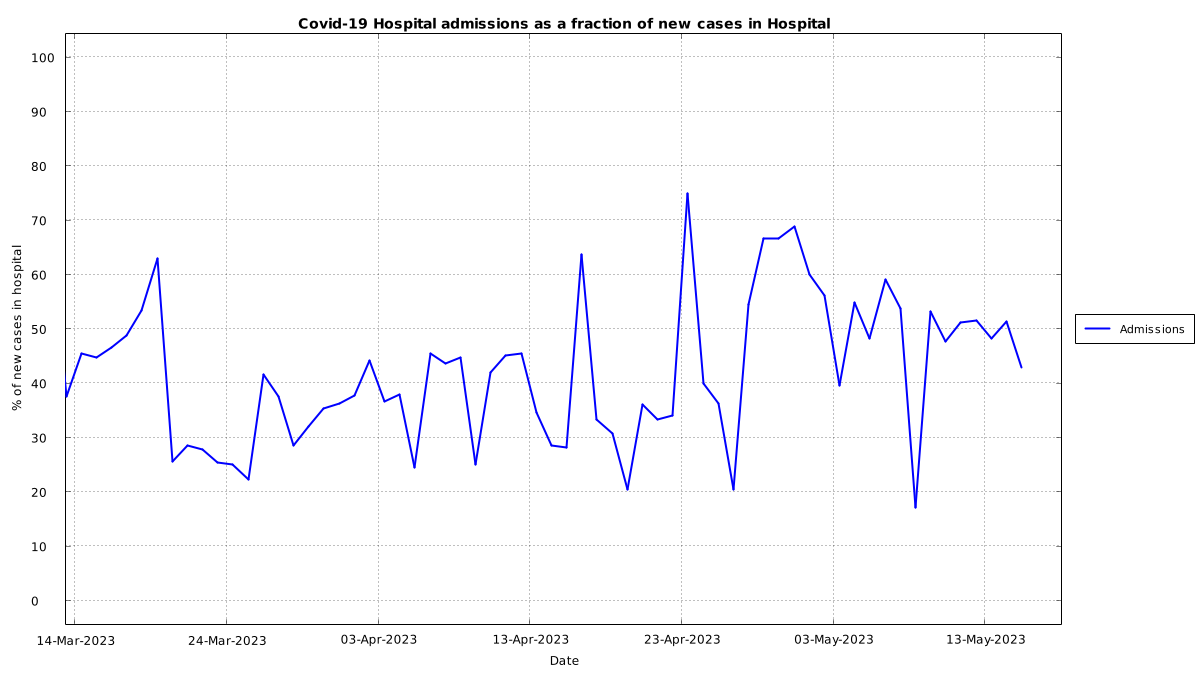 Covid-19 Hospital admissions as a fraction of new cases in Hospital
100
90
80
70
60
50
40
30
20
10
0
% of new cases in hospital
14-Mar-2023 24-Mar-2023 03-Apr-2023 13-Apr-2023 23-Apr-2023 03-May-2023 13-May-2023
Date
Admissions